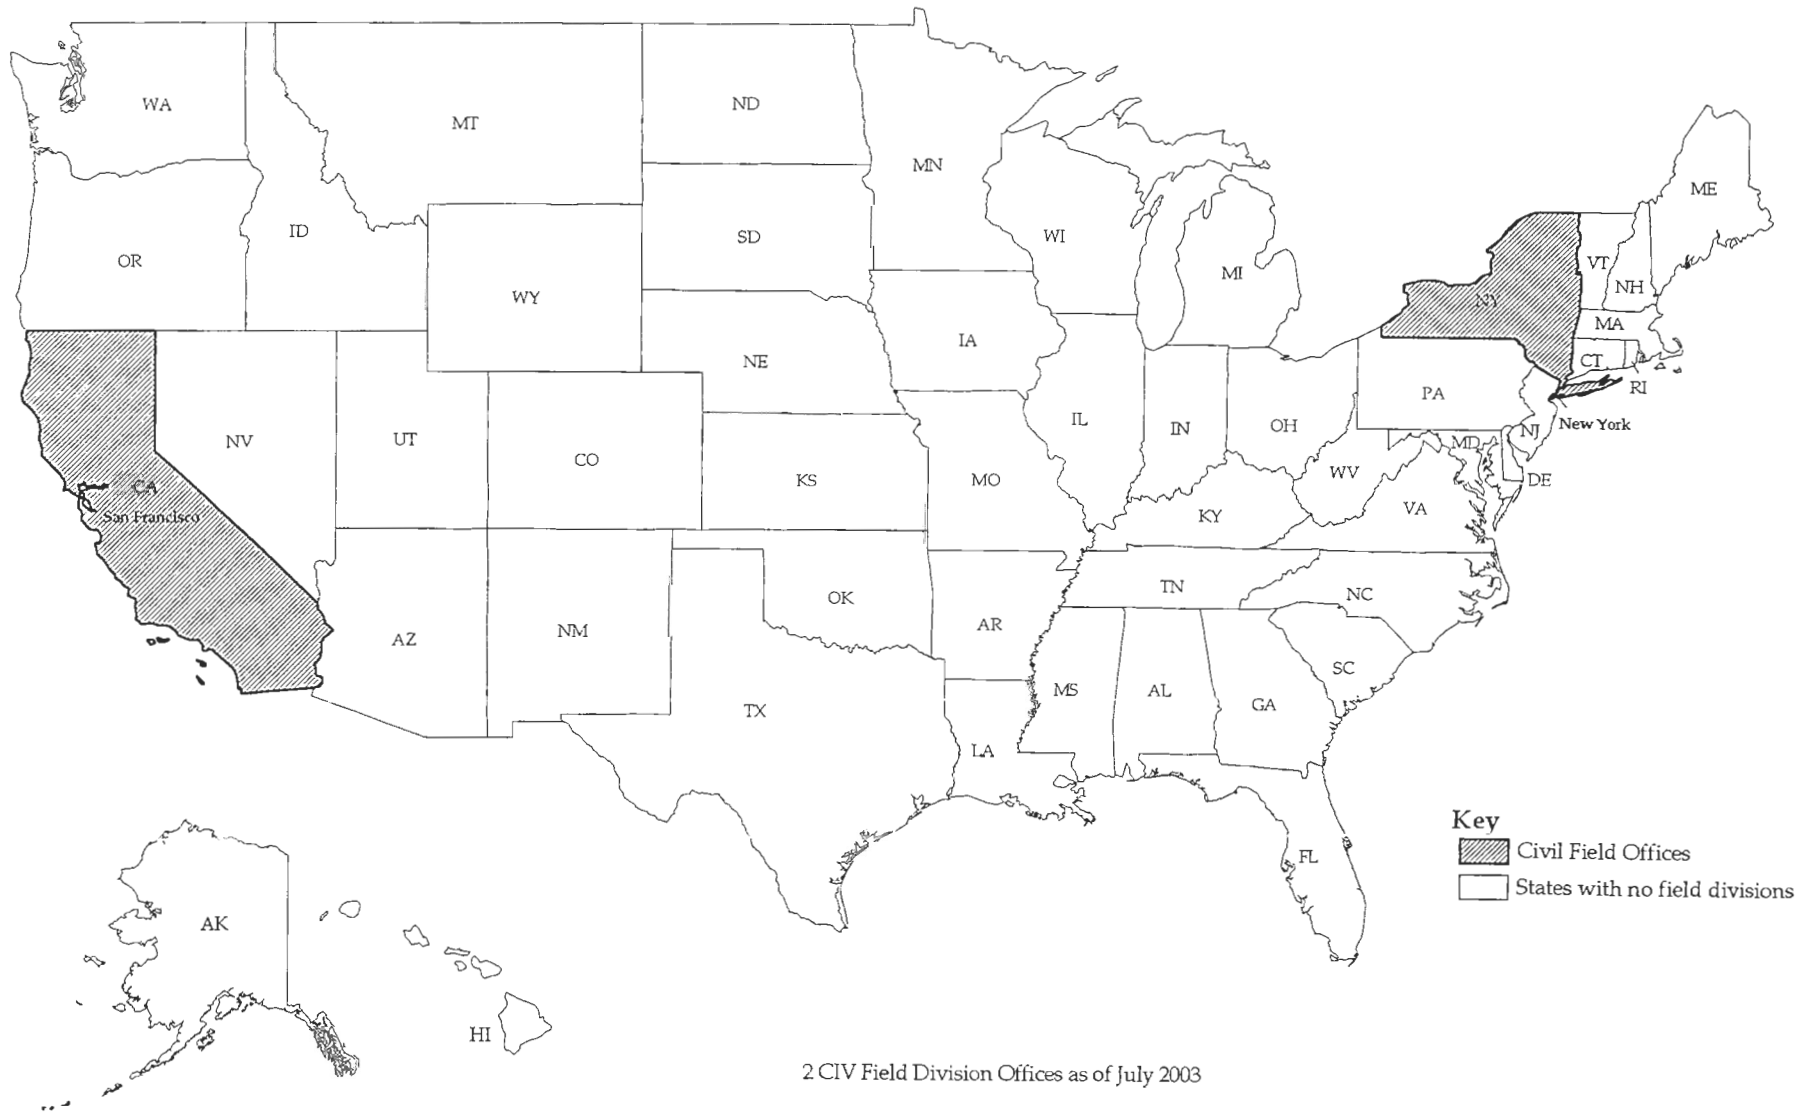 WA
MT
ND
MN
ME
OR
ID
SD
WI
MI
VT
NH
WY
NY
MA
IA
NE
CT
RI
PA
NV
UT
CO
KS
MO
IL
IN
OH
NJ
New York
MD
WV
DE
VA
CA
San Francisco
KY
TN
NC
OK
AR
AZ
NM
SC
TX
MS
AL
GA
LA
FL
Key
Civil Field Offices
States with no field divisions
AK
HI
2 CIV Field Division Offices as of July 2003